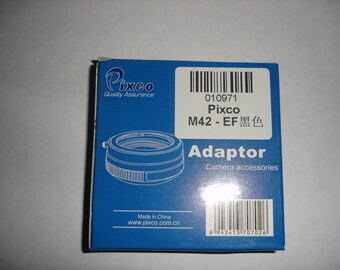 Pixco
Quality Assurance
010971
Pixco
M42 - EF黑色
Adaptor
Camera accessories
Made in China
www.pixco.com.cn
6943413707026